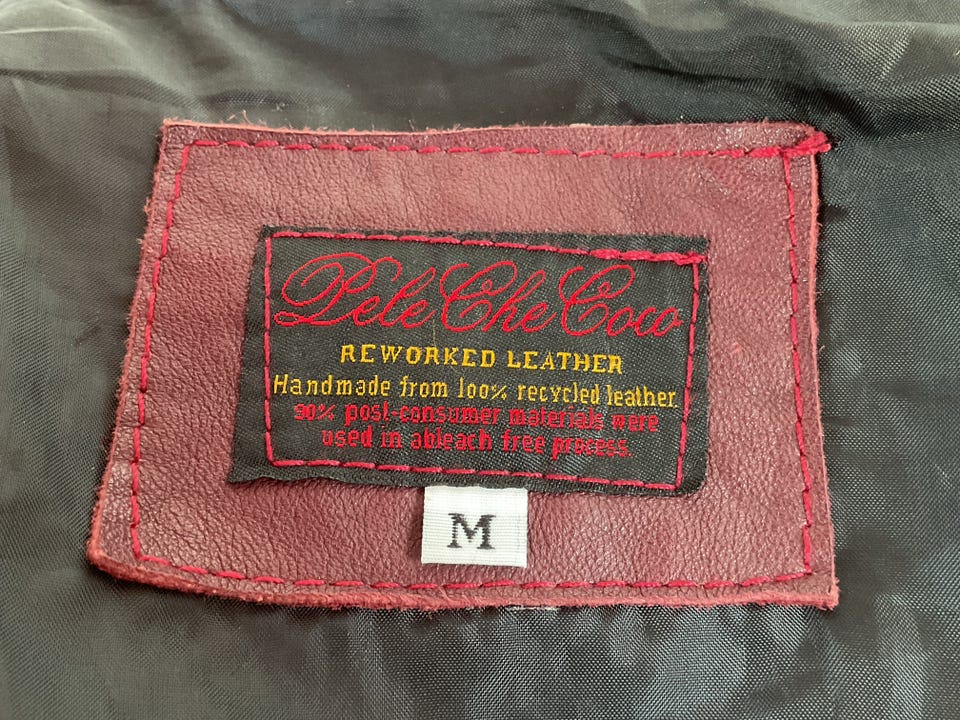 Pele Che Coco
REWORKED LEATHER
Handmade from 100% recycled leather
90% post-consumer materials were
used in ableach free process.
M